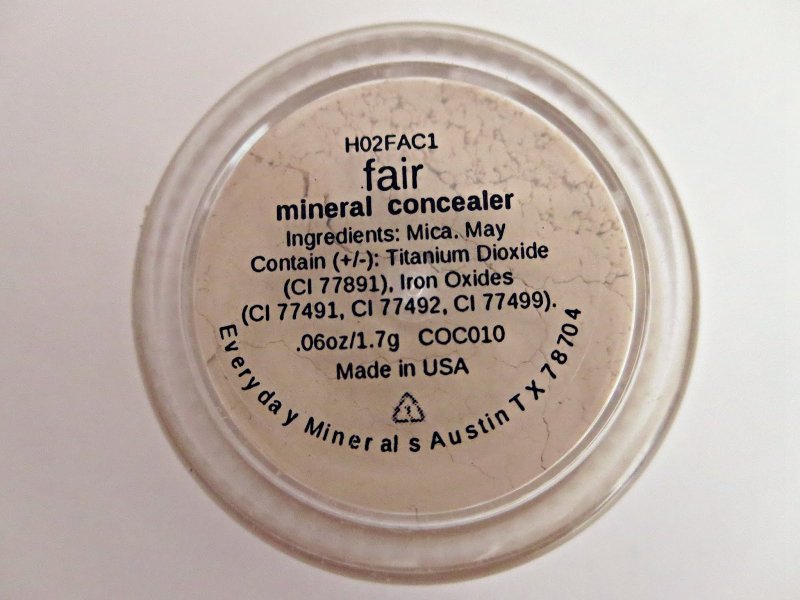 H02FAC1
fair
mineral concealer
Ingredients: Mica. May
Contain (+/-): Titanium Dioxide
(CI 77891), Iron Oxides
(CI 77491, CI 77492, CI 77499).
.06oz/1.7g COC010
Made in USA
Everyday Minerals Austin TX 78704